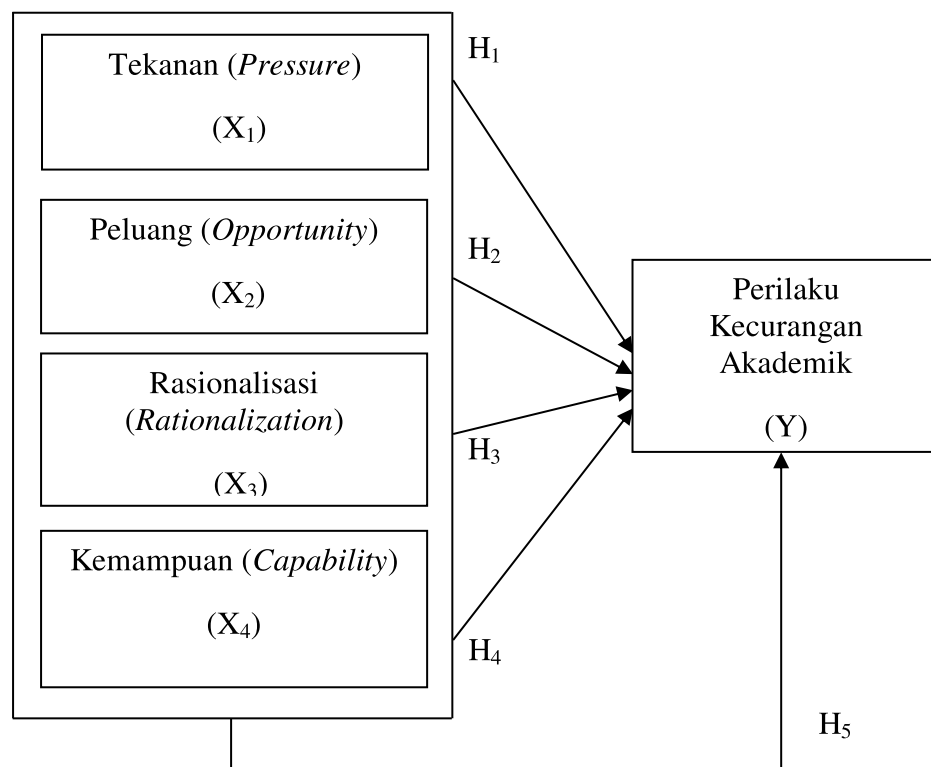 Tekanan (Pressure)
(X₁)
Peluang (Opportunity)
(X₂)
Rasionalisasi
(Rationalization)
(X₃)
Kemampuan (Capability)
(X₄)
H₁
H₂
H₃
H₄
Perilaku
Kecurangan
Akademik
(Y)
H₅